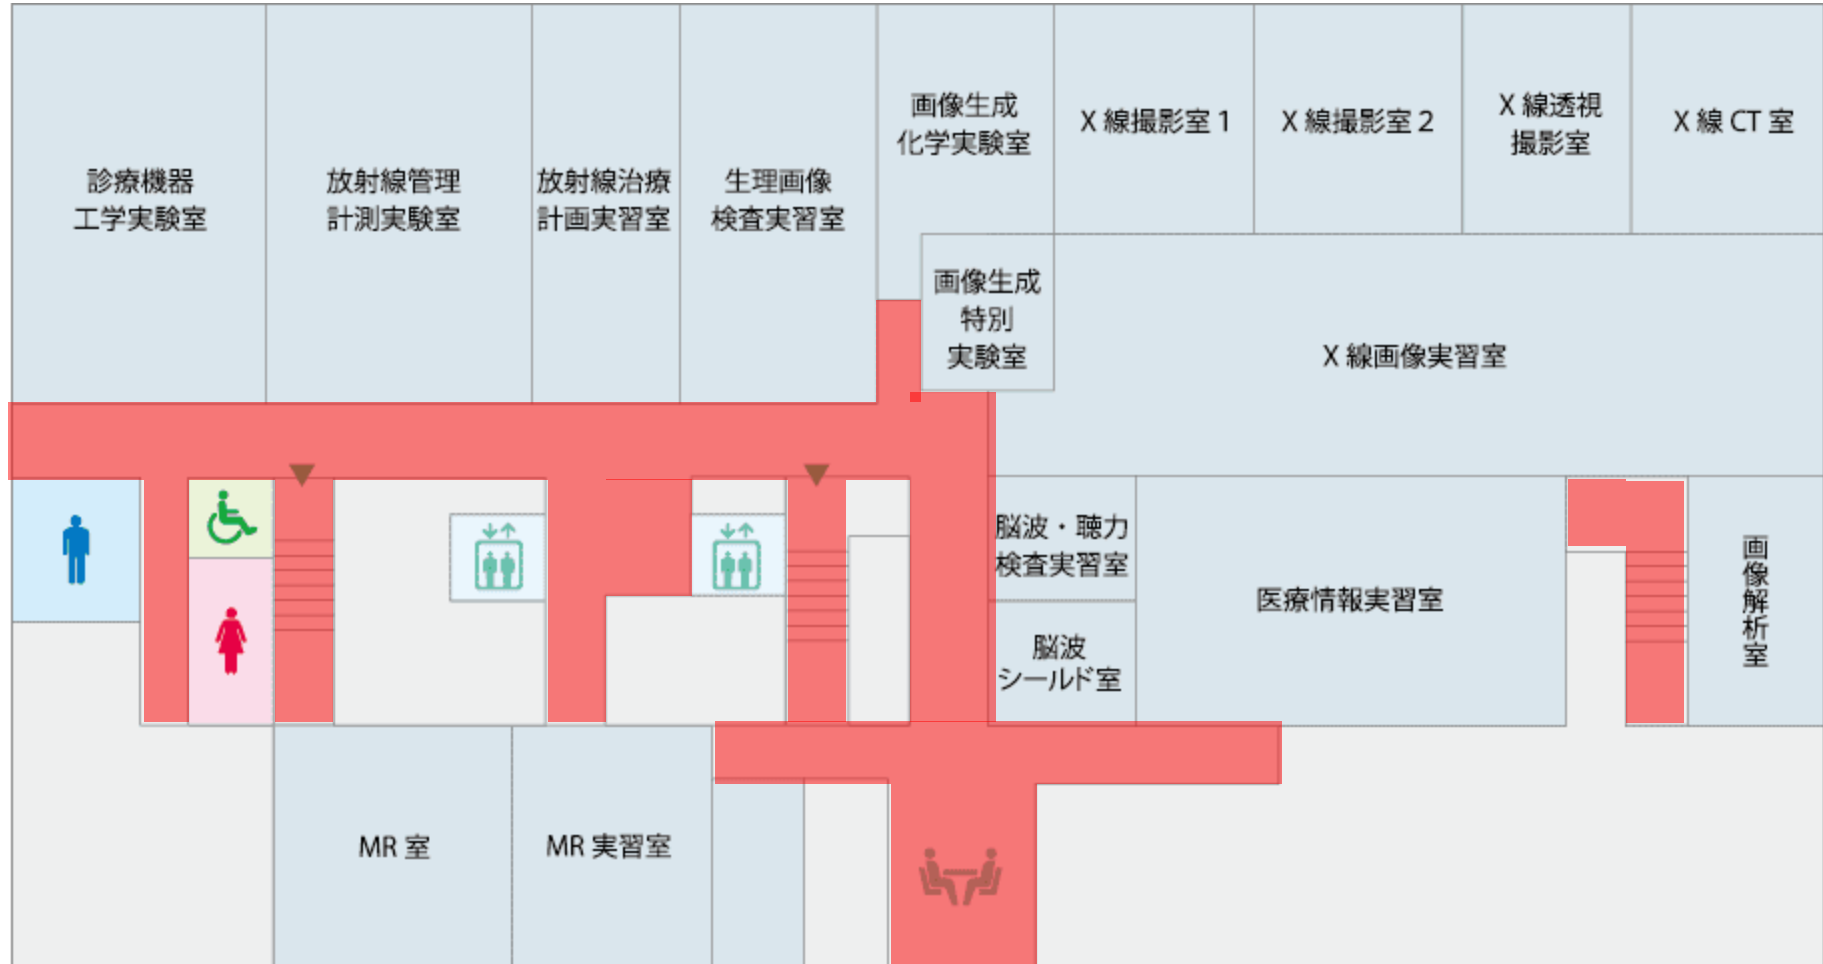 診療機器
工学実験室
放射線管理
計測実験室
放射線治療
計画実習室
生理画像
検査実習室
画像生成
化学実験室
X 線撮影室 1
X 線撮影室 2
X 線透視
撮影室
X 線 CT 室
画像生成
特別
実験室
X 線画像実習室
脳波・聴力
検査実習室
脳波
シールド室
医療情報実習室
画像解析室
MR 室
MR 実習室